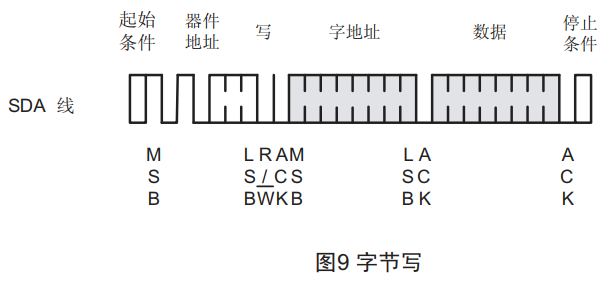 起始 器件 写 字地址 数据 停止
条件 地址 条件
SDA 线
M L R A M L A A
S S / C S S C C
B B W K B B K K
图9 字节写